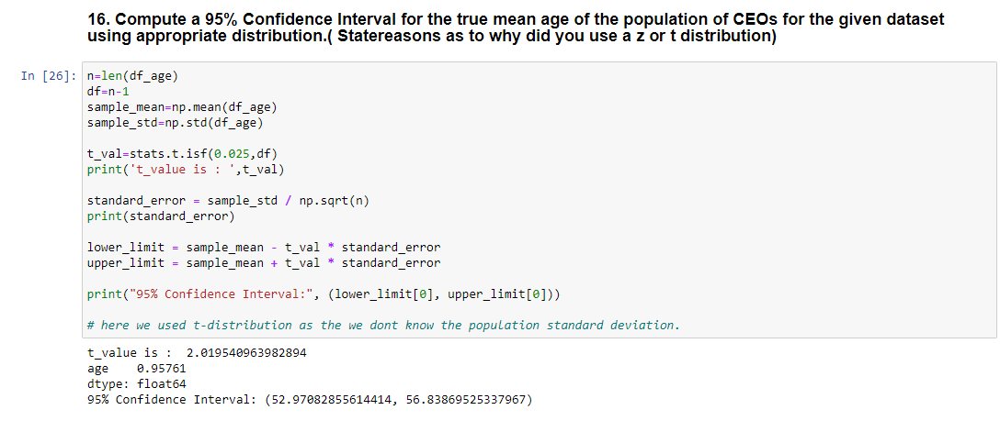 16. Compute a 95% Confidence Interval for the true mean age of the population of CEOs for the given dataset
using appropriate distribution.( Statereasons as to why did you use a z or t distribution)
In [26]: n=len(df_age)
df=n-1
sample_mean=np.mean(df_age)
sample_std=np.std(df_age)
t_val=stats.t.isf(0.025,df)
print('t_value is : ',t_val)
standard_error = sample_std / np.sqrt(n)
print(standard_error)
lower_limit = sample_mean - t_val * standard_error
upper_limit = sample_mean + t_val * standard_error
print("95% Confidence Interval:", (lower_limit[0], upper_limit[0]))
# here we used t-distribution as the we dont know the population standard deviation.
t_value is :  2.019540963982894
age    0.95761
dtype: float64
95% Confidence Interval: (52.97082855614414, 56.83869525337967)